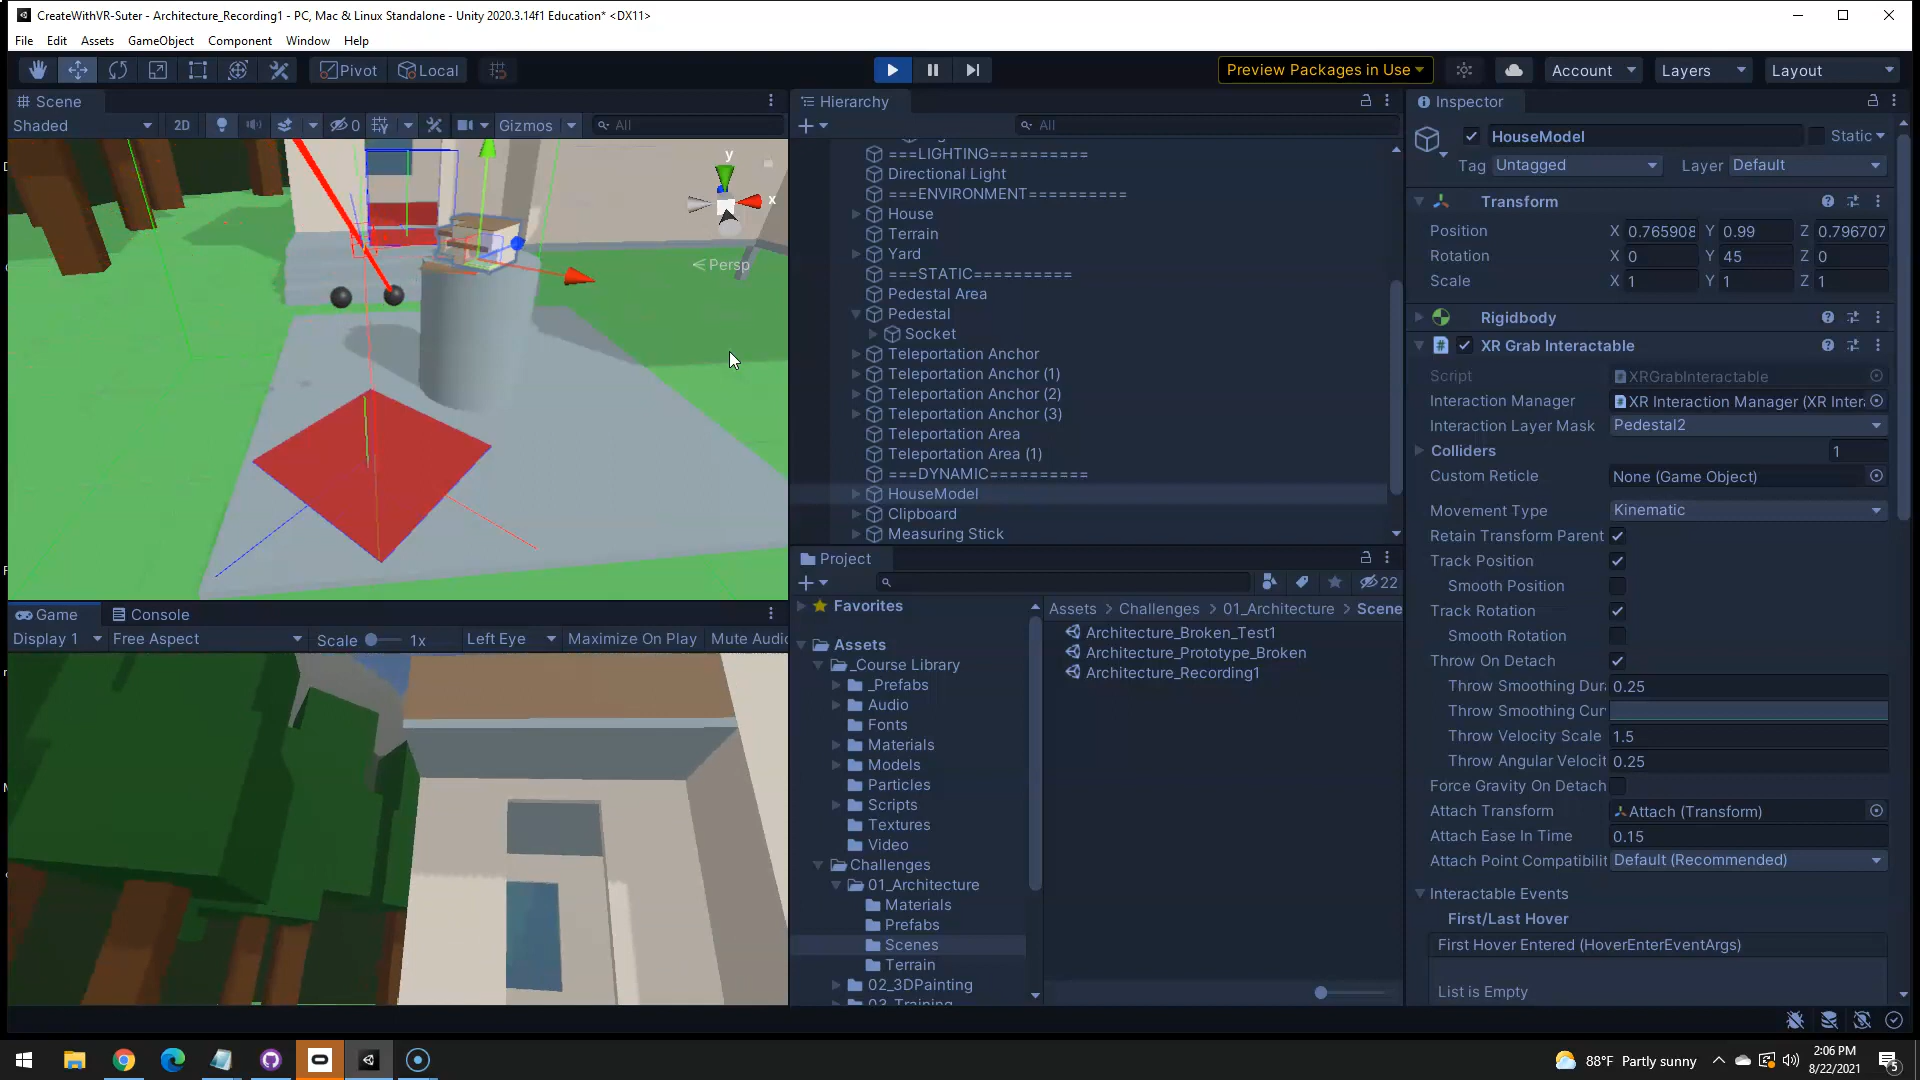 CreateWithVR-Suter - Architecture_Recording1 - PC, Mac & Linux Standalone - Unity 2020.3.14f1 Education* <DX11>
File Edit Assets GameObject Component Window Help
Pivot Local Preview Packages in Use Account Layers Layout
Scene
Shaded 2D 0 Gizmos All
y
x
Persp
Game Console
Display 1 Free Aspect Scale 1x Left Eye Maximize On Play Mute Audi
Hierarchy
All
===LIGHTING==========
Directional Light
===ENVIRONMENT==========
House
Terrain
Yard
===STATIC==========
Pedestal Area
Pedestal
Socket
Teleportation Anchor
Teleportation Anchor (1)
Teleportation Anchor (2)
Teleportation Anchor (3)
Teleportation Area
Teleportation Area (1)
===DYNAMIC==========
HouseModel
Clipboard
Measuring Stick
Project
22
Favorites
Assets
_Course Library
_Prefabs
Audio
Fonts
Materials
Models
Particles
Scripts
Textures
Video
Challenges
01_Architecture
Materials
Prefabs
Scenes
Terrain
02_3DPainting
03_Training
Assets > Challenges > 01_Architecture > Scene
Architecture_Broken_Test1
Architecture_Prototype_Broken
Architecture_Recording1
Inspector
HouseModel Static
Tag Untagged Layer Default
Transform
Position X 0.765908 Y 0.99 Z 0.796707
Rotation X 0 Y 45 Z 0
Scale X 1 Y 1 Z 1
Rigidbody
XR Grab Interactable
Script XRGrabInteractable
Interaction Manager XR Interaction Manager (XR Inter
Interaction Layer Mask Pedestal2
Colliders 1
Custom Reticle None (Game Object)
Movement Type Kinematic
Retain Transform Parent
Track Position
Smooth Position
Track Rotation
Smooth Rotation
Throw On Detach
Throw Smoothing Dur 0.25
Throw Smoothing Cur
Throw Velocity Scale 1.5
Throw Angular Velocit 0.25
Force Gravity On Detach
Attach Transform Attach (Transform)
Attach Ease In Time 0.15
Attach Point Compatibilit Default (Recommended)
Interactable Events
First/Last Hover
First Hover Entered (HoverEnterEventArgs)
List is Empty
88°F Partly sunny
2:06 PM
8/22/2021
5